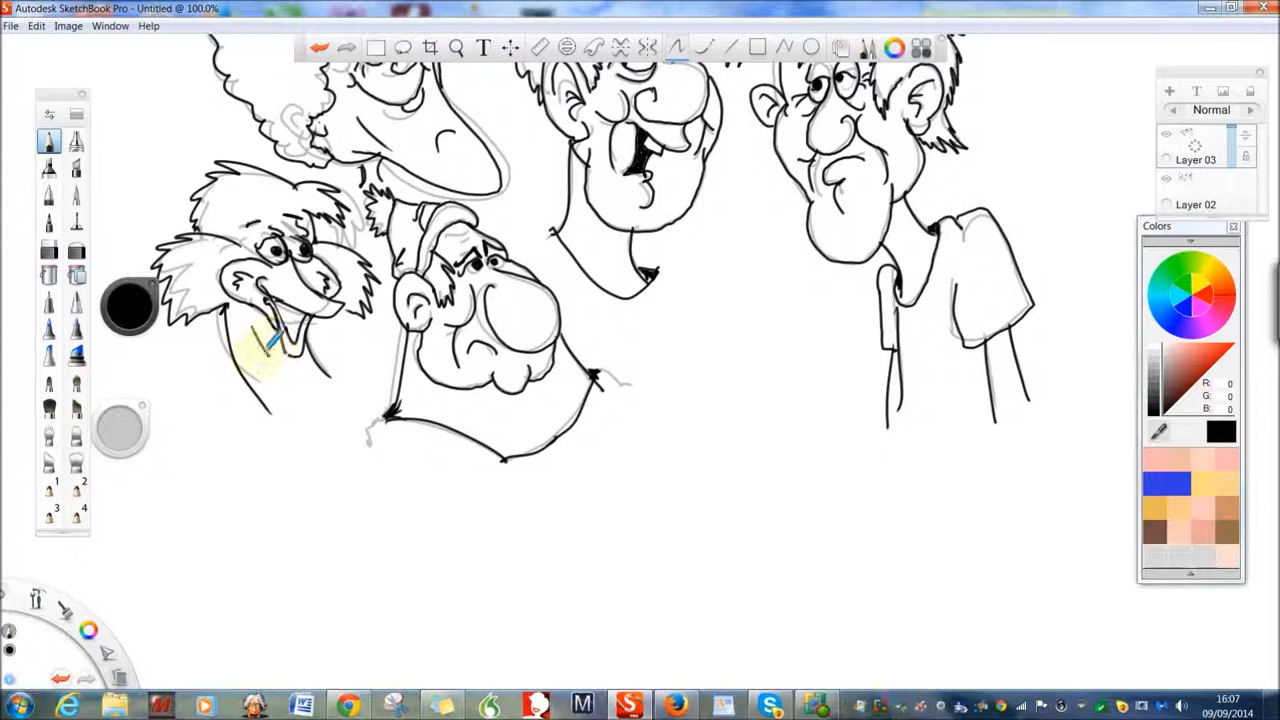 Autodesk SketchBook Pro - Untitled @ 100.0%
File Edit Image Window Help
T
T
Normal
Layer 03
Layer 02
Colors
R: 0
G: 0
B: 0
1 2
3 4
16:07
09/09/2014